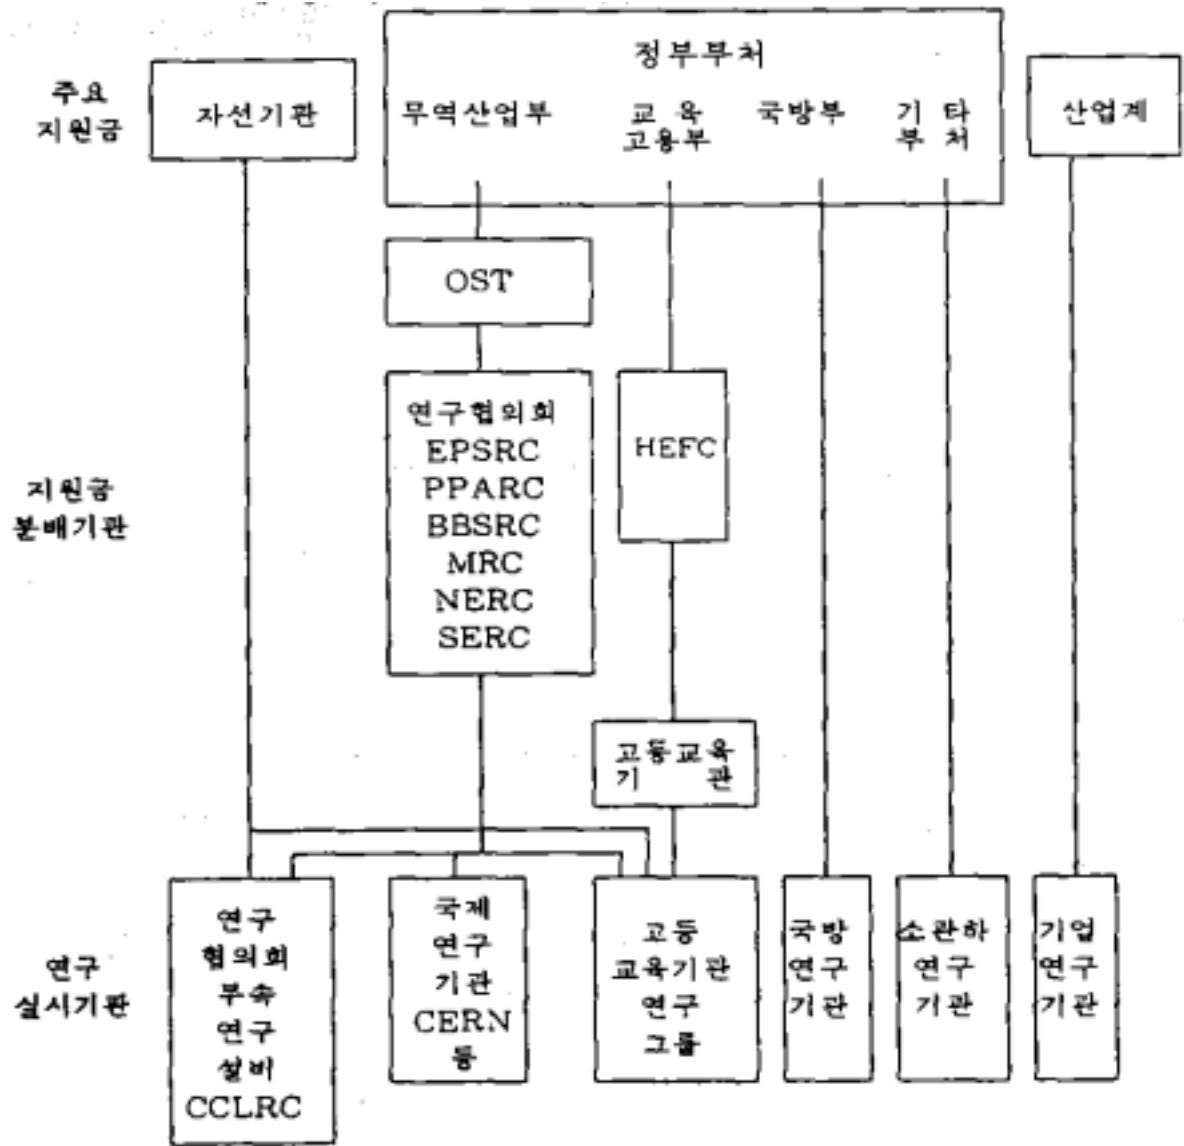 정부부처
주요
지원금
자선기관
무역산업부
교 육
고용부
국방부
기 타
부 처
산업계
OST
지원금
분배기관
연구협의회
EPSRC
PPARC
BBSRC
MRC
NERC
SERC
HEFC
고등교육
기 관
연구
실시기관
연구
협의회
부속
연구
설비
CCLRC
국제
연구
기관
CERN
등
고등
교육기관
연구
그룹
국방
연구
기관
소관하
연구
기관
기업
연구
기관